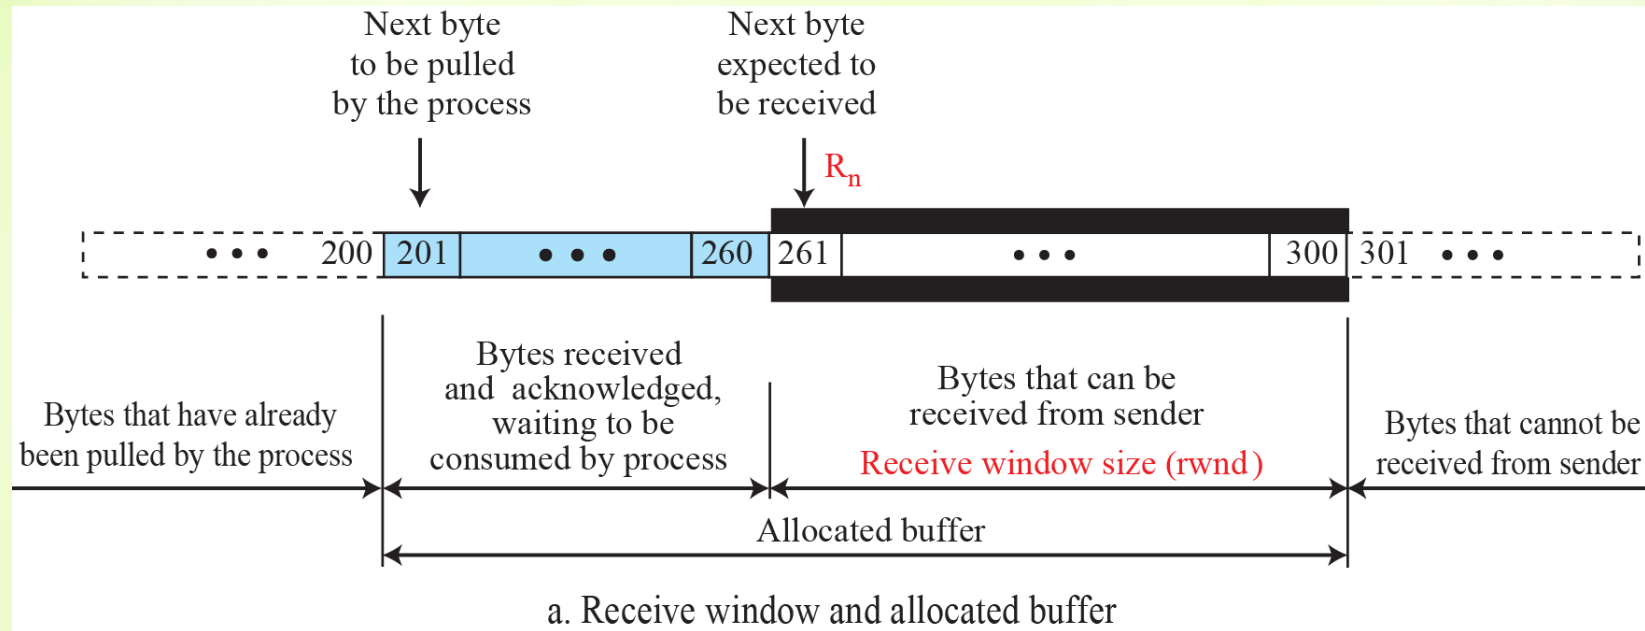 Next byte
to be pulled
by the process
Next byte
expected to
be received
Rn
••• 200 201 ••• 260 261 ••• 300 301 •••
Bytes that have already
been pulled by the process
Bytes received
and acknowledged,
waiting to be
consumed by process
Bytes that can be
received from sender
Receive window size (rwnd)
Bytes that cannot be
received from sender
Allocated buffer
a. Receive window and allocated buffer